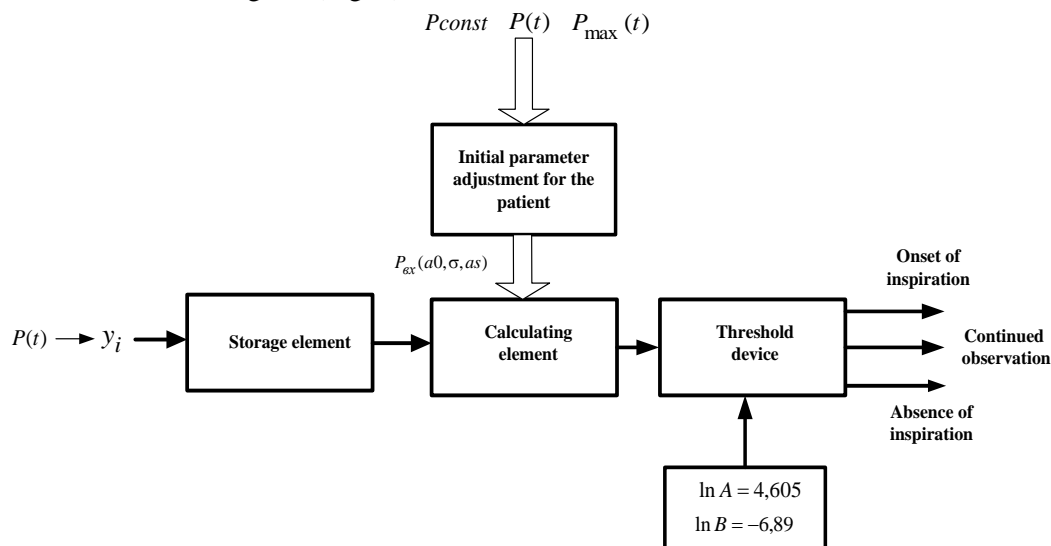 Pconst P(t) P_max (t)
Initial parameter
adjustment for the
patient
P_вх (a0, σ, as)
Onset of
inspiration
P(t) → y_i
Storage element
Calculating
element
Threshold
device
Continued
observation
Absence of
inspiration
ln A = 4,605
ln B = −6,89